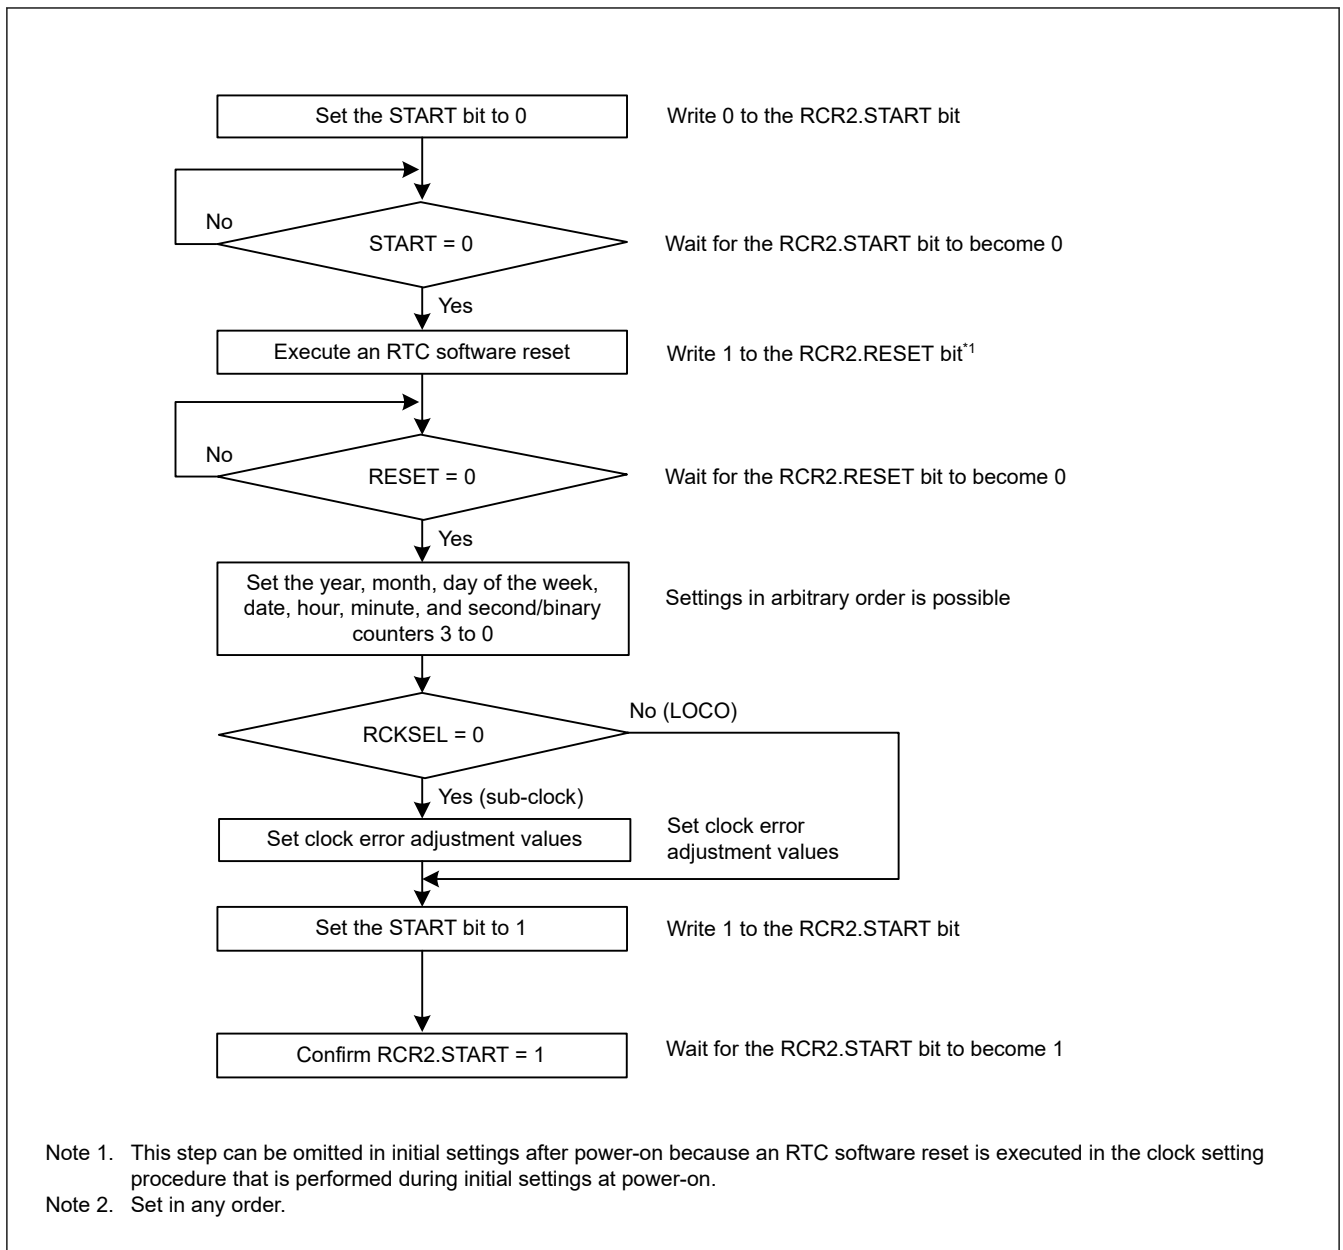 Set the START bit to 0
Write 0 to the RCR2.START bit
No
START = 0
Wait for the RCR2.START bit to become 0
Yes
Execute an RTC software reset
Write 1 to the RCR2.RESET bit*1
No
RESET = 0
Wait for the RCR2.RESET bit to become 0
Yes
Set the year, month, day of the week,
date, hour, minute, and second/binary
counters 3 to 0
Settings in arbitrary order is possible
No (LOCO)
RCKSEL = 0
Yes (sub-clock)
Set clock error adjustment values
Set clock error
adjustment values
Set the START bit to 1
Write 1 to the RCR2.START bit
Confirm RCR2.START = 1
Wait for the RCR2.START bit to become 1
Note 1. This step can be omitted in initial settings after power-on because an RTC software reset is executed in the clock setting
procedure that is performed during initial settings at power-on.
Note 2. Set in any order.